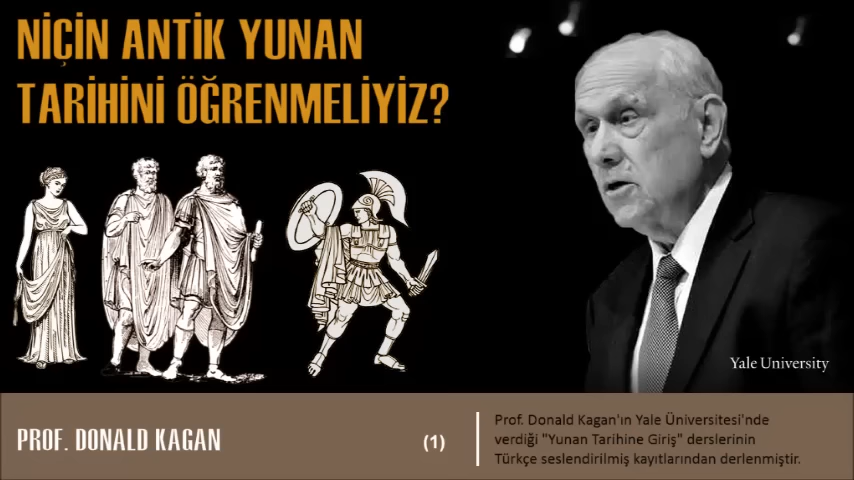 NİÇİN ANTİK YUNAN
TARİHİNİ ÖĞRENMELİYİZ?
Yale University
PROF. DONALD KAGAN
(1)
Prof. Donald Kagan'ın Yale Üniversitesi'nde
verdiği "Yunan Tarihine Giriş" derslerinin
Türkçe seslendirilmiş kayıtlarından derlenmiştir.